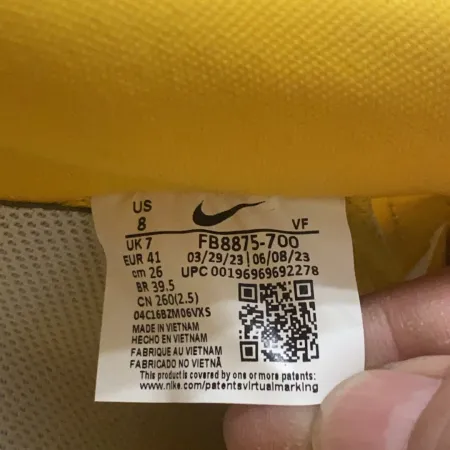 US
8 VF
UK 7 FB8875-700
EUR 41 03/29/23 | 06/08/23
cm 26 UPC 00196969692278
BR 39.5
CN 260(2.5)
04C16BZM06VXS
MADE IN VIETNAM
HECHO EN VIETNAM
FABRIQUE AU VIETNAM
FABRICADO NO VIETNÃ
This product is covered by one or more patents:
www.nike.com/patentsvirtualmarking